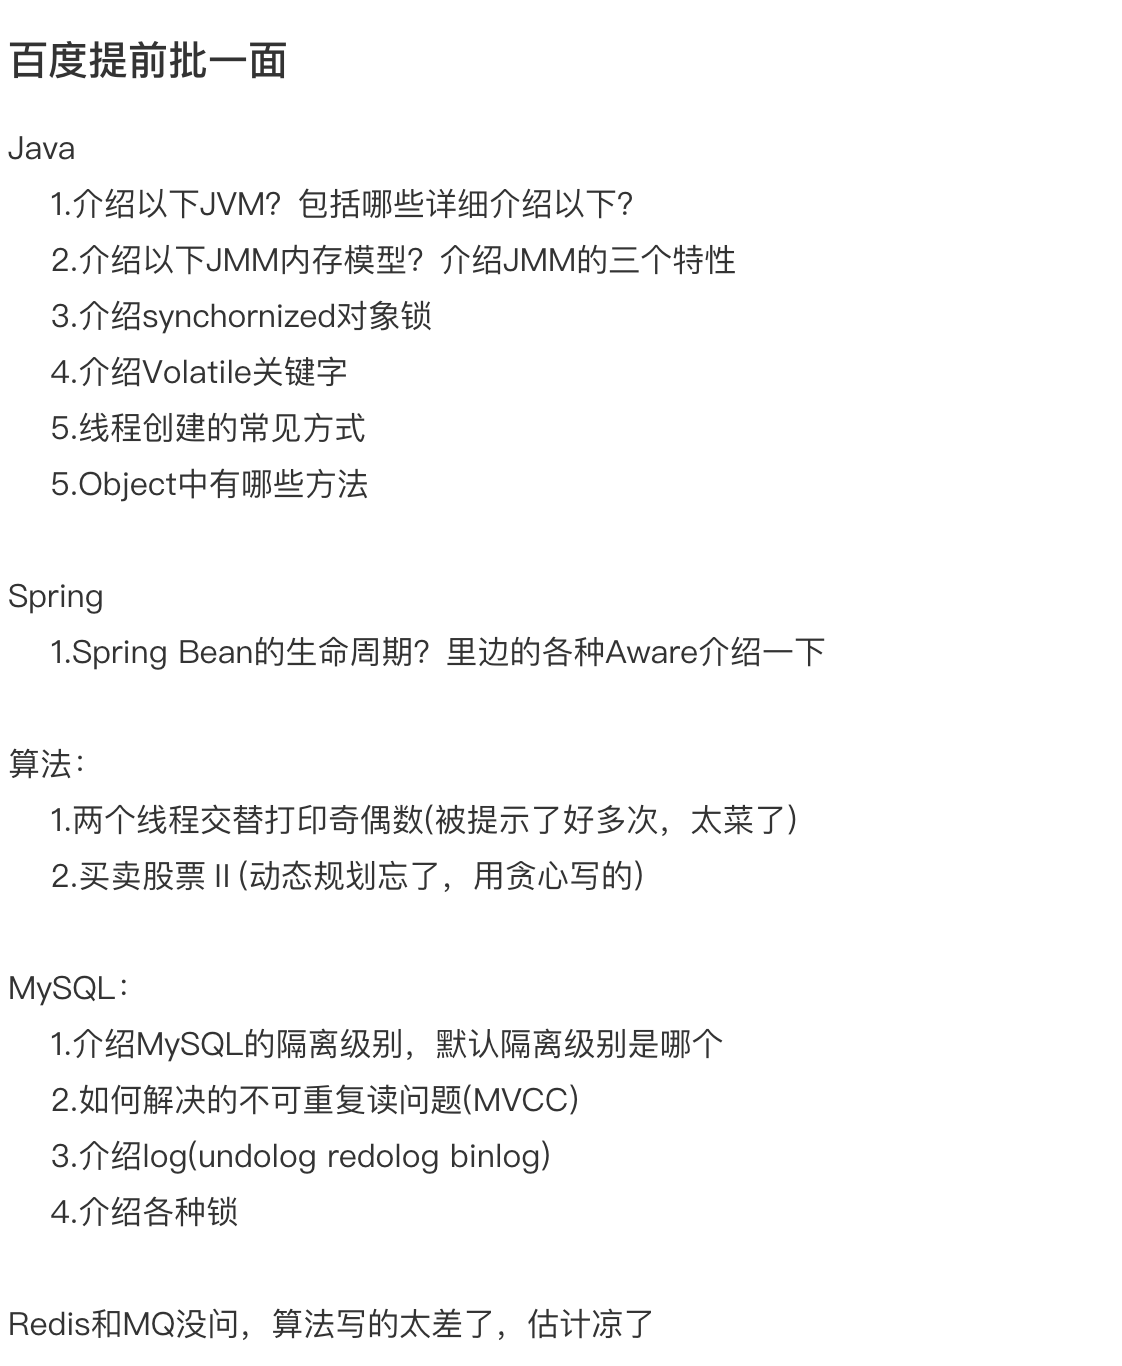 百度提前批一面
Java
1.介绍以下JVM？包括哪些详细介绍以下?
2.介绍以下JMM内存模型？介绍JMM的三个特性
3.介绍synchornized对象锁
4.介绍Volatile关键字
5.线程创建的常见方式
5.Object中有哪些方法
Spring
1.Spring Bean的生命周期？里边的各种Aware介绍一下
算法：
1.两个线程交替打印奇偶数(被提示了好多次，太菜了)
2.买卖股票Ⅱ(动态规划忘了，用贪心写的)
MySQL：
1.介绍MySQL的隔离级别，默认隔离级别是哪个
2.如何解决的不可重复读问题(MVCC)
3.介绍log(undolog redolog binlog)
4.介绍各种锁
Redis和MQ没问，算法写的太差了，估计凉了